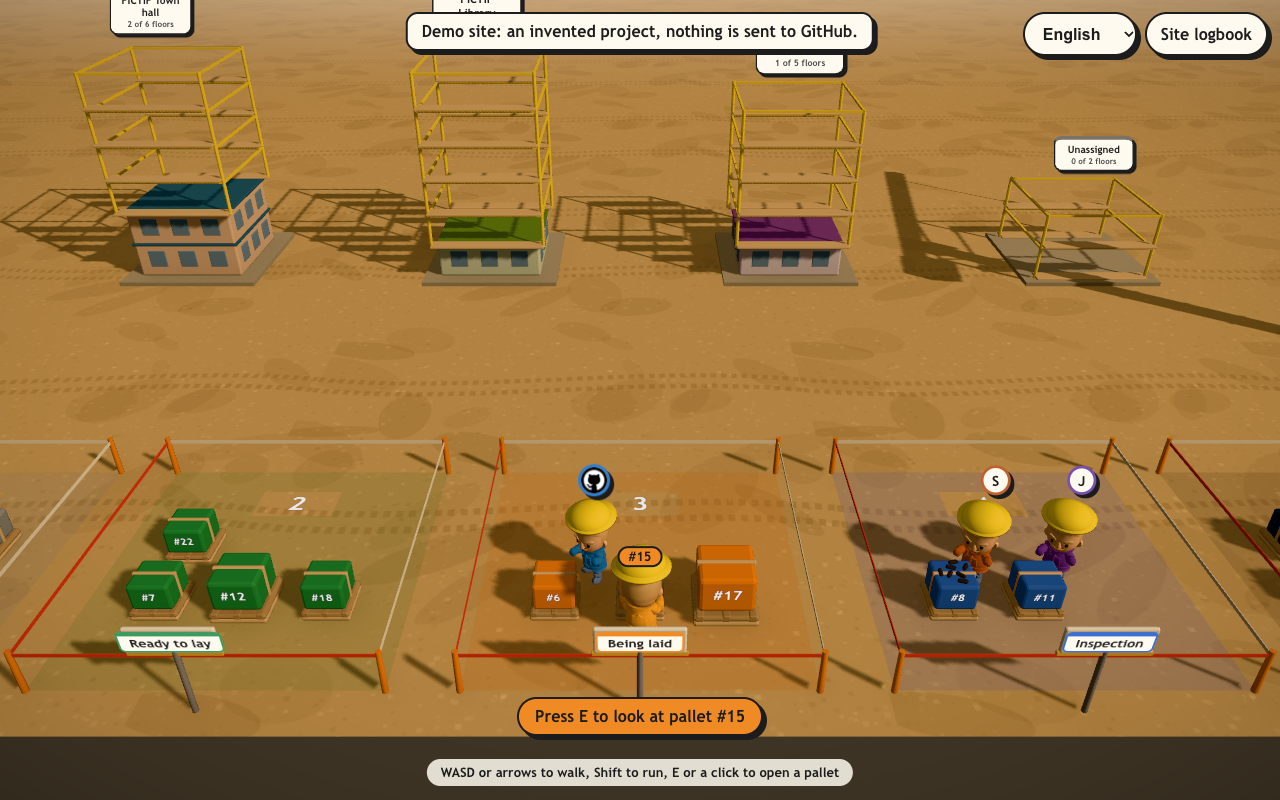 FICTIF Town
hall
2 of 6 floors
Demo site: an invented project, nothing is sent to GitHub.
English
Site logbook
1 of 5 floors
Unassigned
0 of 2 floors
2
3
S
J
#22
#15
#7
#12
#18
#6
#17
#8
#11
Ready to lay
Being laid
Inspection
Press E to look at pallet #15
WASD or arrows to walk, Shift to run, E or a click to open a pallet